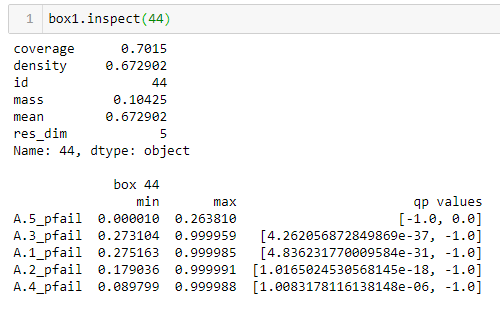 1 box1.inspect(44)
coverage 0.7015
density 0.672902
id 44
mass 0.10425
mean 0.672902
res_dim 5
Name: 44, dtype: object
box 44
min max qp values
A.5_pfail 0.000010 0.263810 [-1.0, 0.0]
A.3_pfail 0.273104 0.999959 [4.262056872849869e-37, -1.0]
A.1_pfail 0.275163 0.999985 [4.836231770009584e-31, -1.0]
A.2_pfail 0.179036 0.999991 [1.0165024530568145e-18, -1.0]
A.4_pfail 0.089799 0.999988 [1.0083178116138148e-06, -1.0]